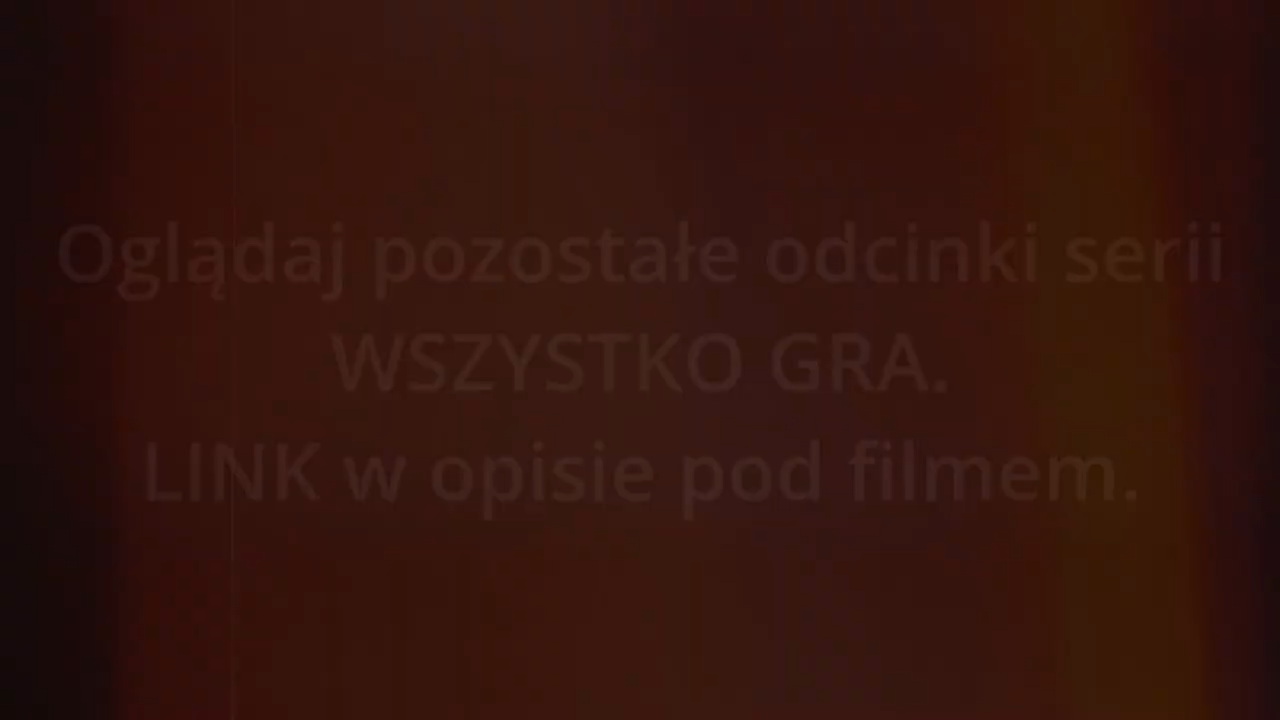 Oglądaj pozostałe odcinki serii
WSZYSTKO GRA.
LINK w opisie pod filmem.